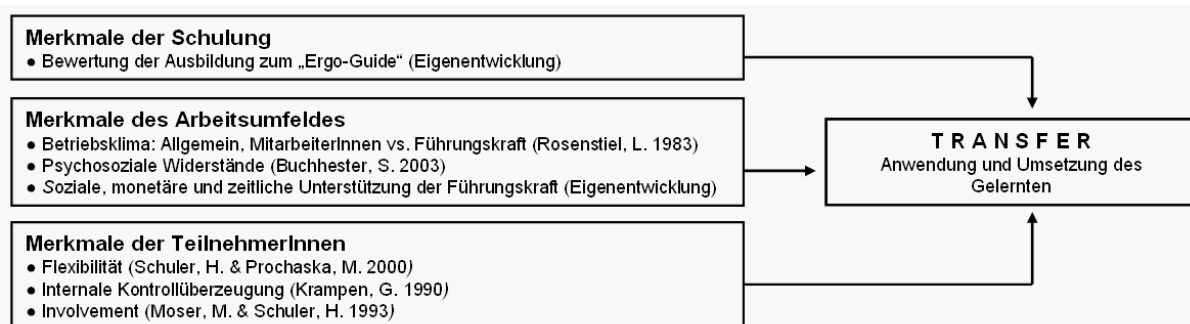 Merkmale der Schulung
● Bewertung der Ausbildung zum „Ergo-Guide“ (Eigenentwicklung)
Merkmale des Arbeitsumfeldes
● Betriebsklima: Allgemein, MitarbeiterInnen vs. Führungskraft (Rosenstiel, L. 1983)
● Psychosoziale Widerstände (Buchhester, S. 2003)
● Soziale, monetäre und zeitliche Unterstützung der Führungskraft (Eigenentwicklung)
Merkmale der TeilnehmerInnen
● Flexibilität (Schuler, H. & Prochaska, M. 2000)
● Internale Kontrollüberzeugung (Krampen, G. 1990)
● Involvement (Moser, M. & Schuler, H. 1993)
T R A N S F E R
Anwendung und Umsetzung des
Gelernten